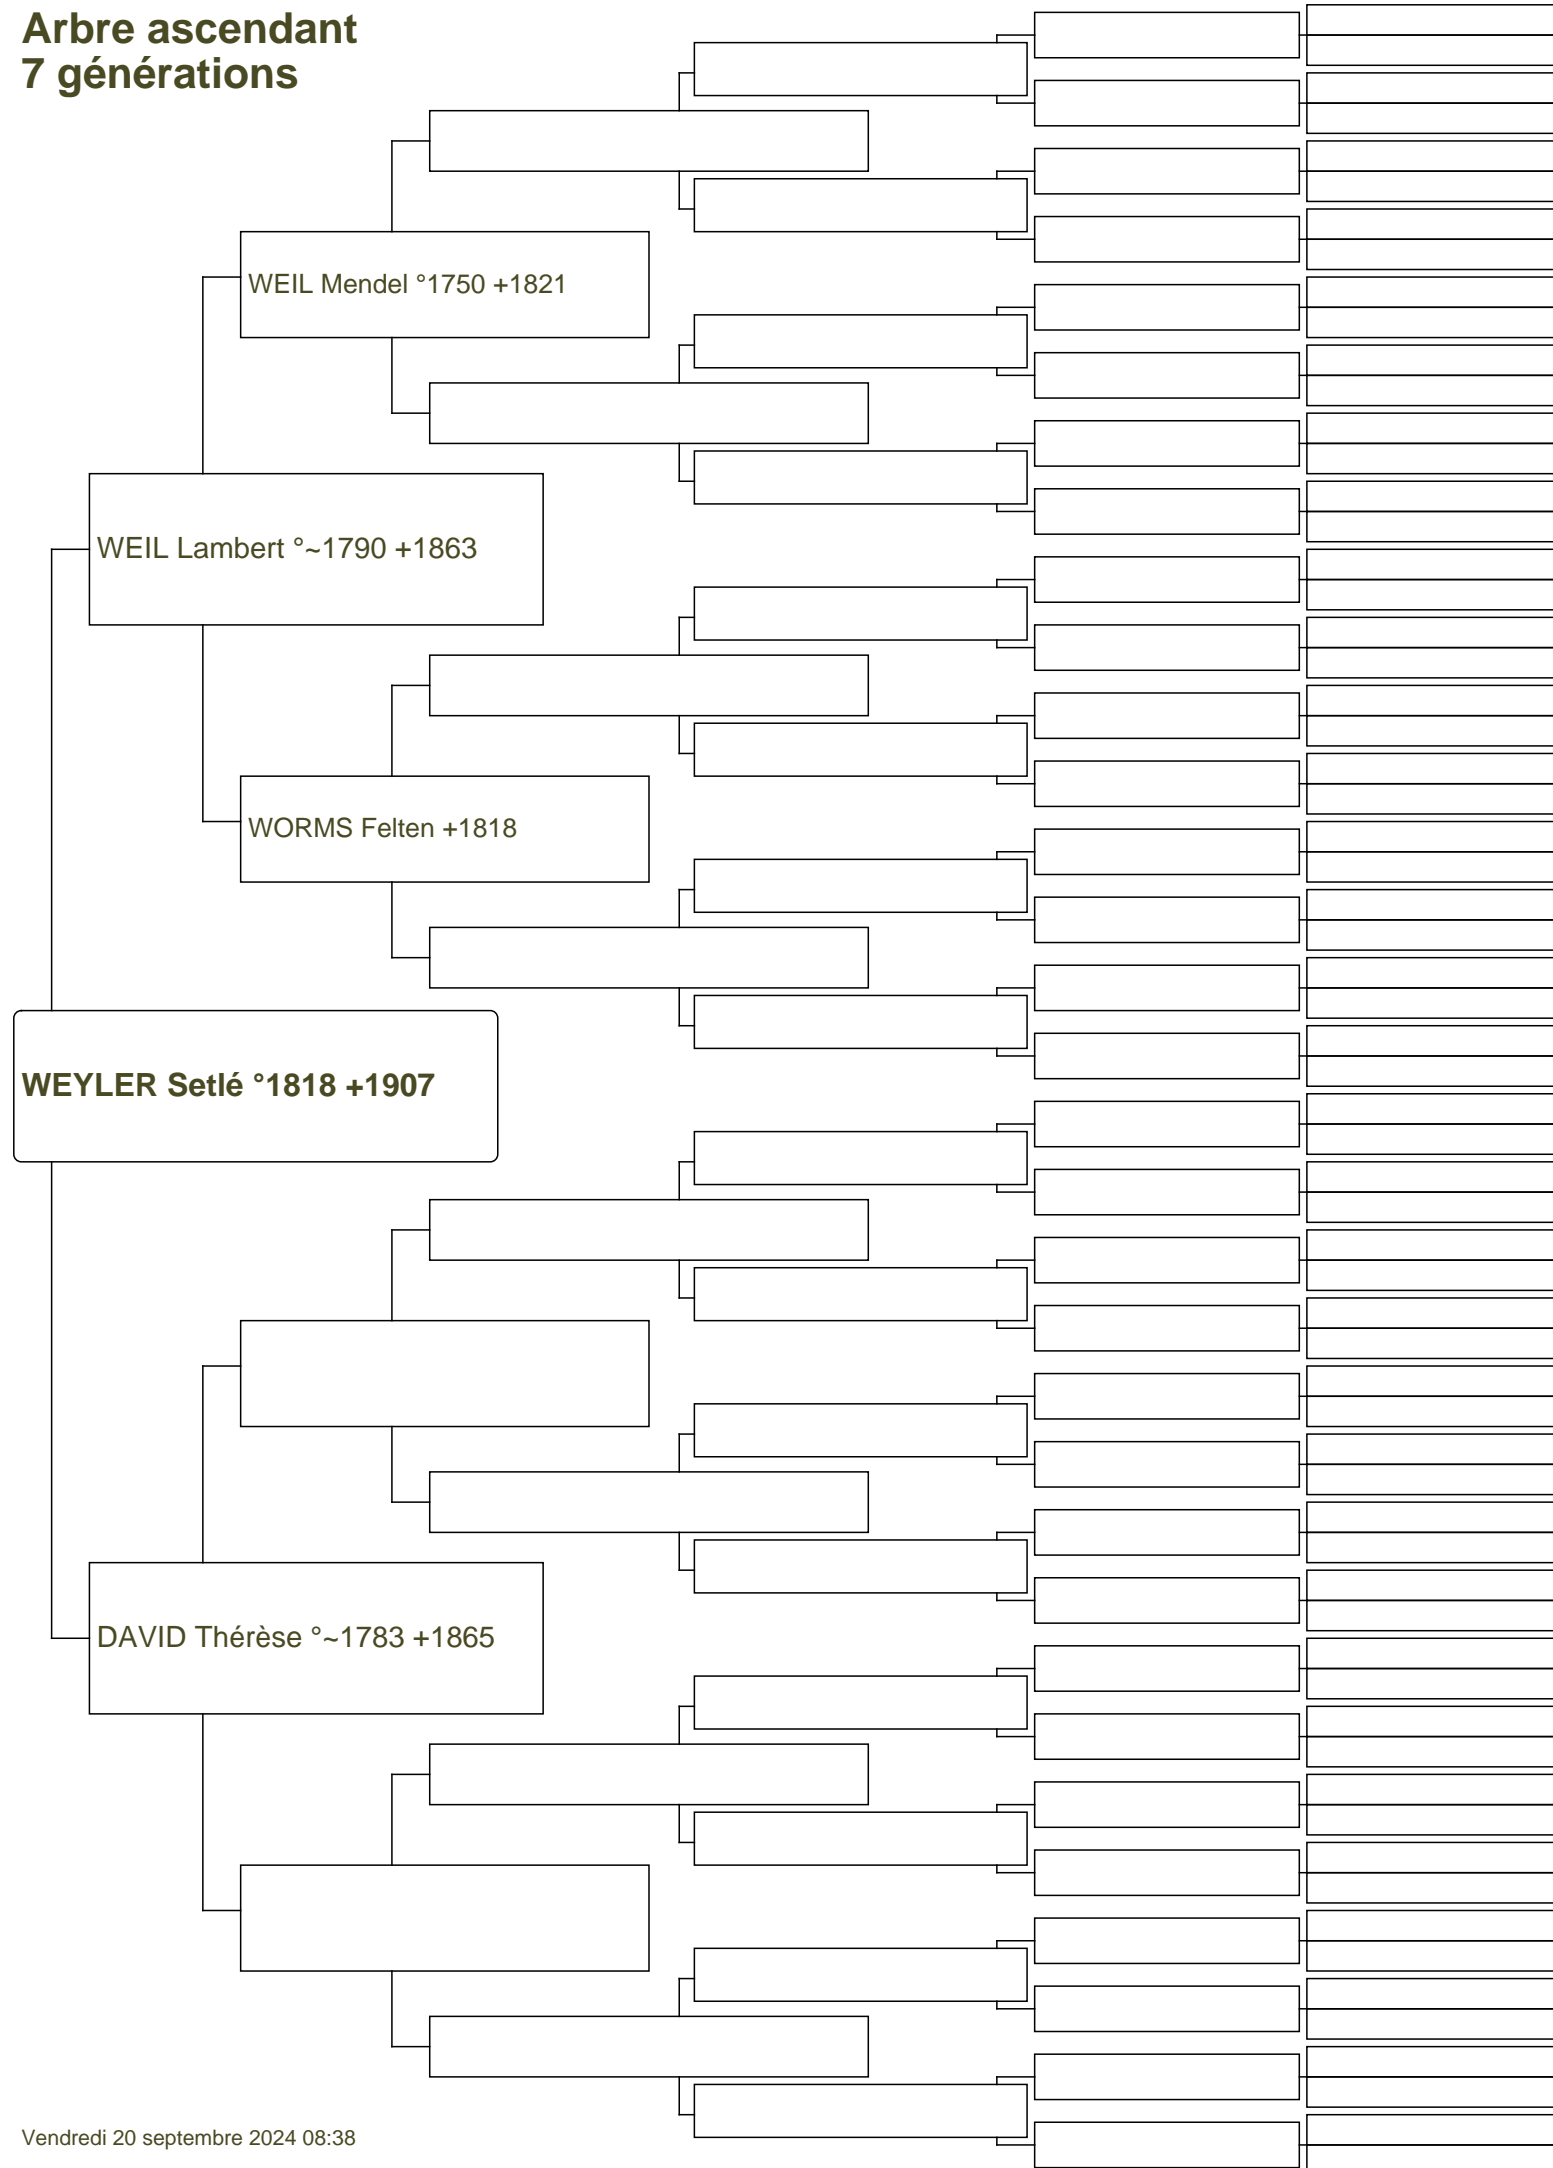 Arbre ascendant
7 générations
WEIL Mendel °1750 +1821
WEIL Lambert °~1790 +1863
WORMS Felten +1818
WEYLER Setlé °1818 +1907
DAVID Thérèse °~1783 +1865
Vendredi 20 septembre 2024 08:38